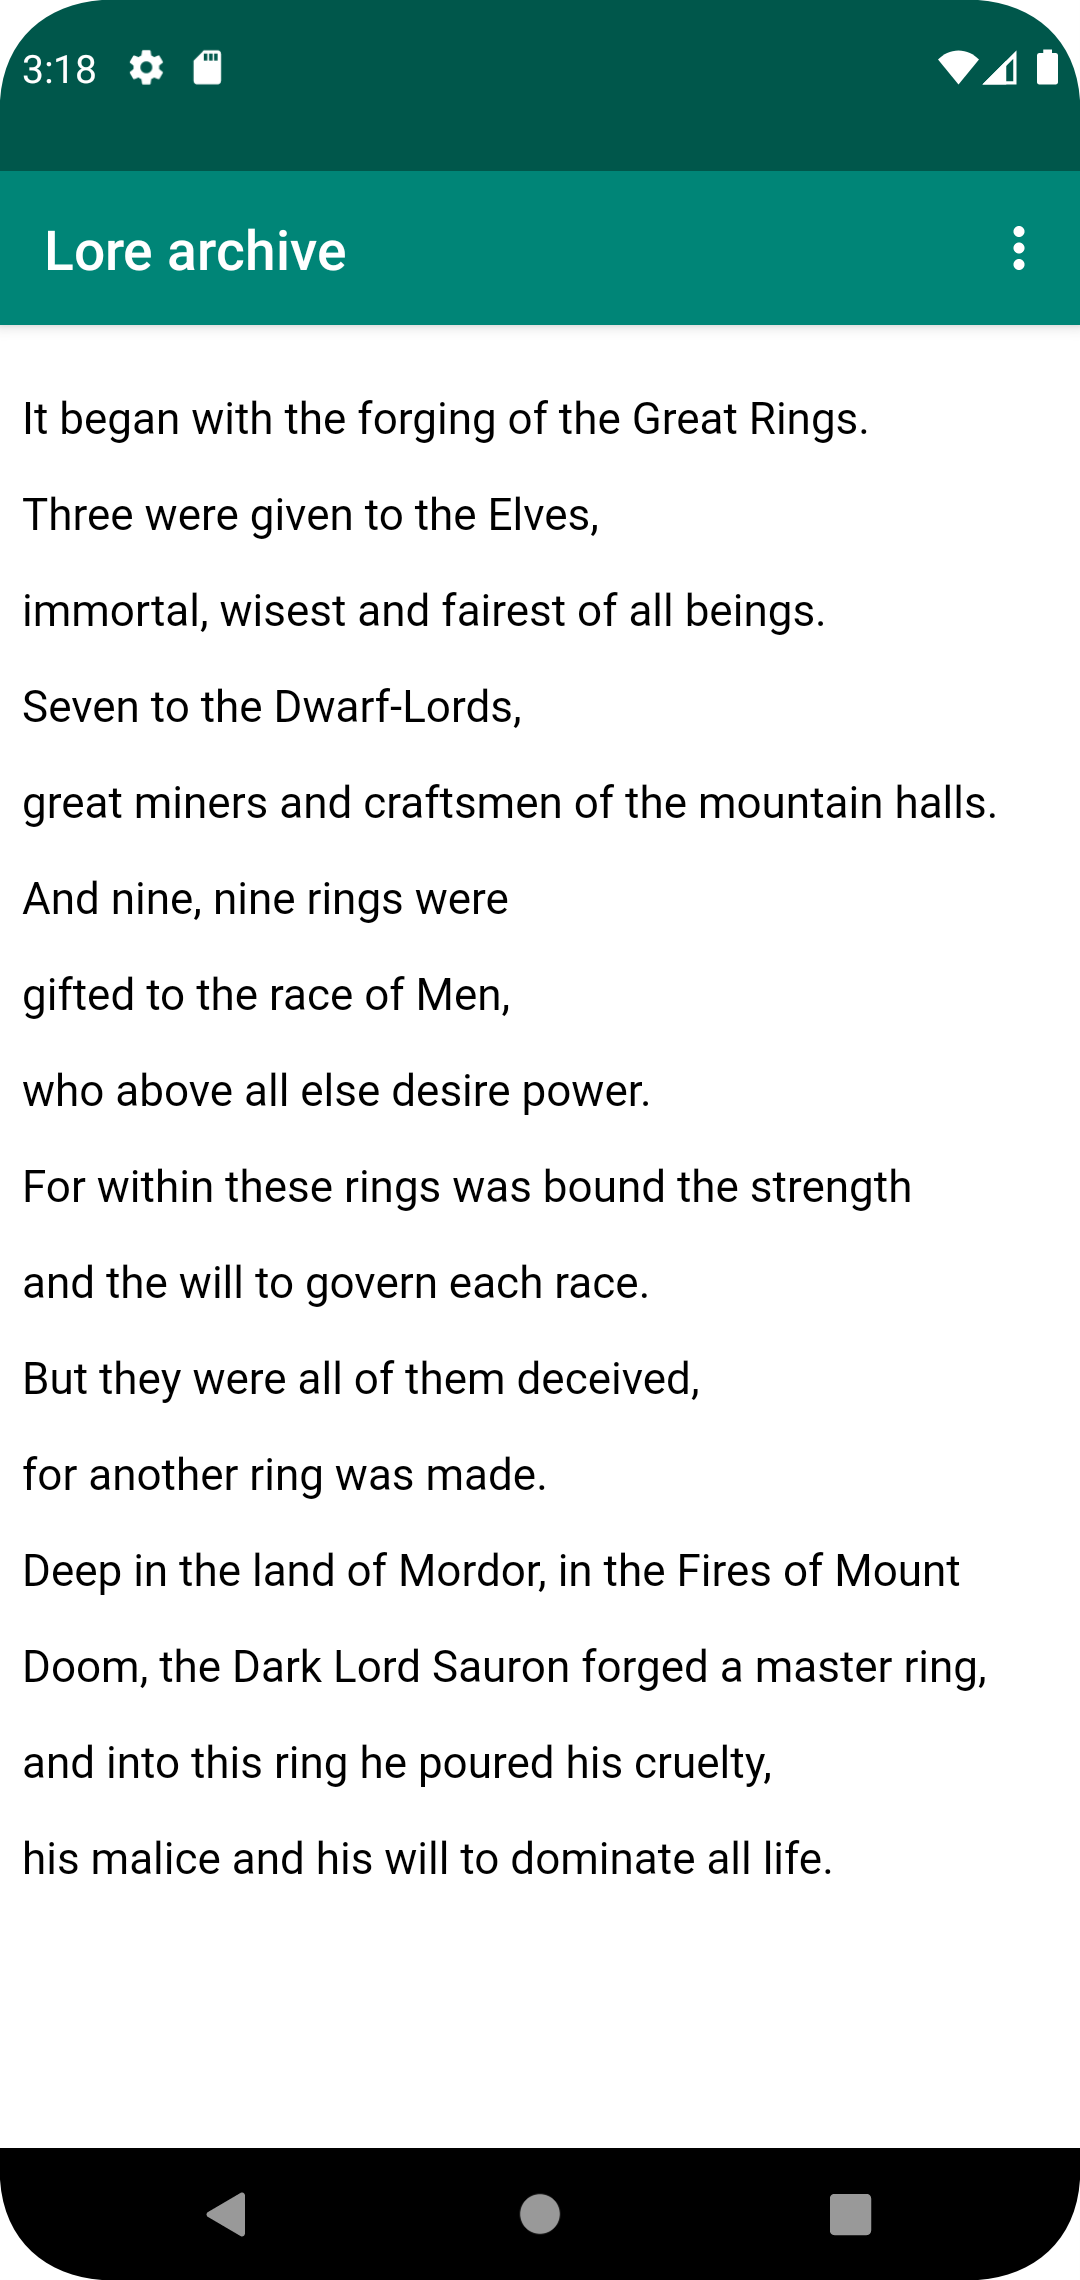 3:18
Lore archive
It began with the forging of the Great Rings.
Three were given to the Elves,
immortal, wisest and fairest of all beings.
Seven to the Dwarf-Lords,
great miners and craftsmen of the mountain halls.
And nine, nine rings were
gifted to the race of Men,
who above all else desire power.
For within these rings was bound the strength
and the will to govern each race.
But they were all of them deceived,
for another ring was made.
Deep in the land of Mordor, in the Fires of Mount
Doom, the Dark Lord Sauron forged a master ring,
and into this ring he poured his cruelty,
his malice and his will to dominate all life.